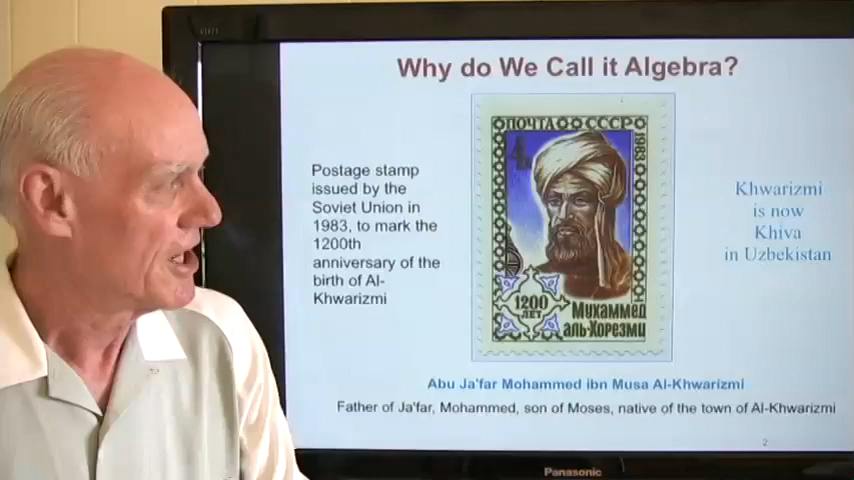 SAMSUNG
Why do We Call it Algebra?
Postage stamp
issued by the
Soviet Union in
1983, to mark the
1200th
anniversary of the
birth of Al-
Khwarizmi
ПОЧТА СССР
4к
1983
1200
ЛЕТ
Мухаммед
аль-Хорезми
Khwarizmi
is now
Khiva
in Uzbekistan
Abu Ja'far Mohammed ibn Musa Al-Khwarizmi
Father of Ja'far, Mohammed, son of Moses, native of the town of Al-Khwarizmi
2
Panasonic